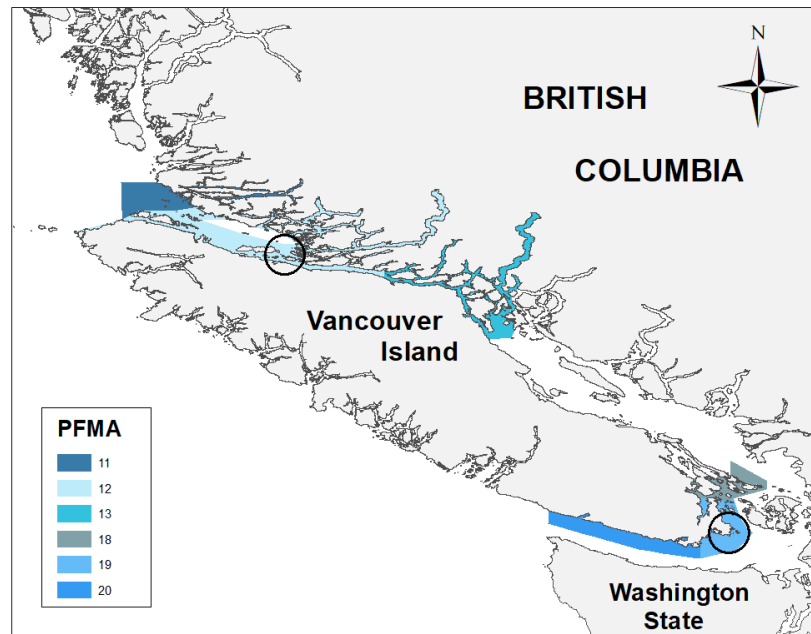 N
BRITISH
COLUMBIA
Vancouver
Island
PFMA
11
12
13
18
19
20
Washington
State